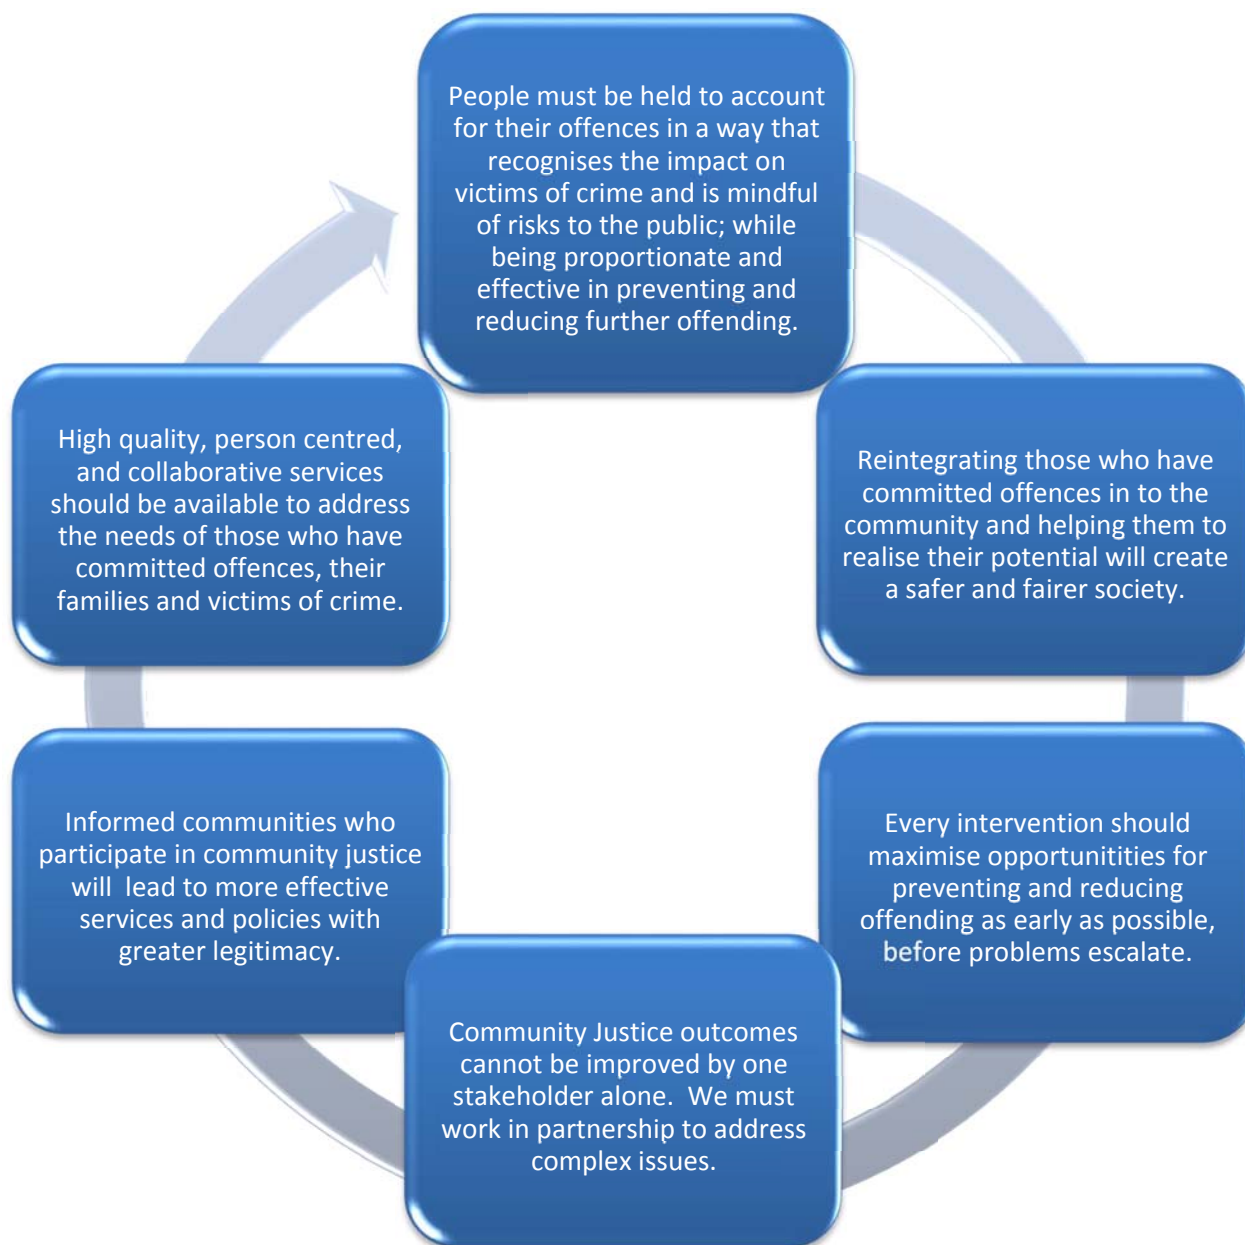 People must be held to account
for their offences in a way that
recognises the impact on
victims of crime and is mindful
of risks to the public; while
being proportionate and
effective in preventing and
reducing further offending.
Reintegrating those who have
committed offences in to the
community and helping them to
realise their potential will create
a safer and fairer society.
Every intervention should
maximise opportunitities for
preventing and reducing
offending as early as possible,
before problems escalate.
Community Justice outcomes
cannot be improved by one
stakeholder alone.  We must
work in partnership to address
complex issues.
Informed communities who
participate in community justice
will  lead to more effective
services and policies with
greater legitimacy.
High quality, person centred,
and collaborative services
should be available to address
the needs of those who have
committed offences, their
families and victims of crime.